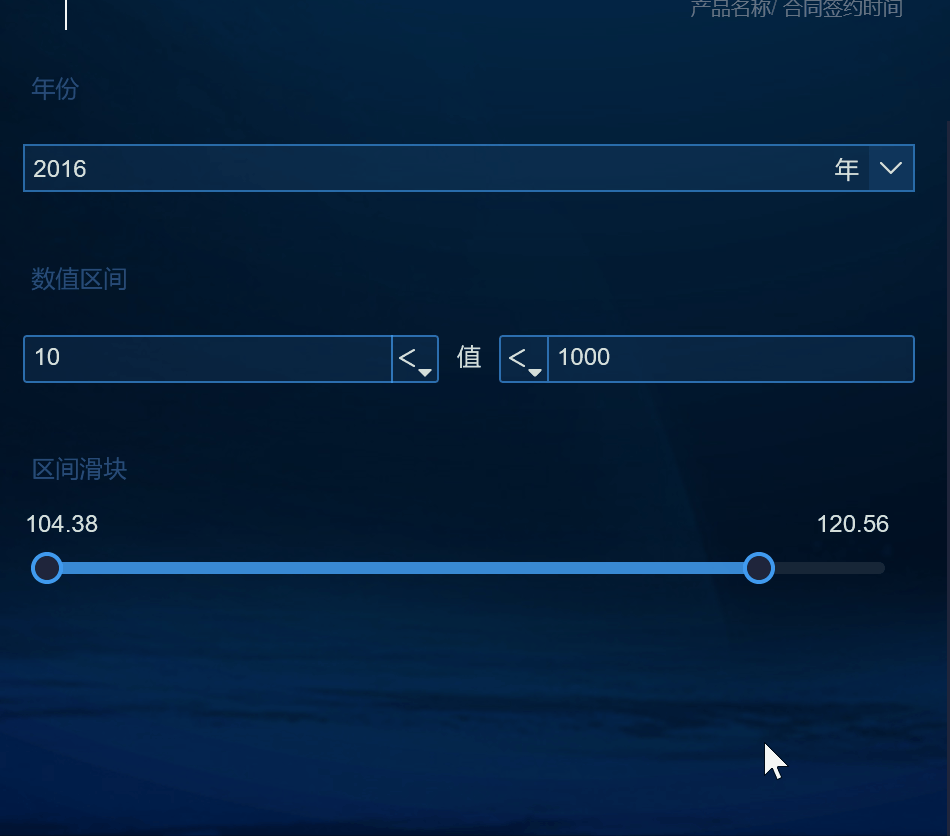 产品名称/ 合同签约时间
年份
2016 年
数值区间
10 < 值 < 1000
区间滑块
104.38 120.56